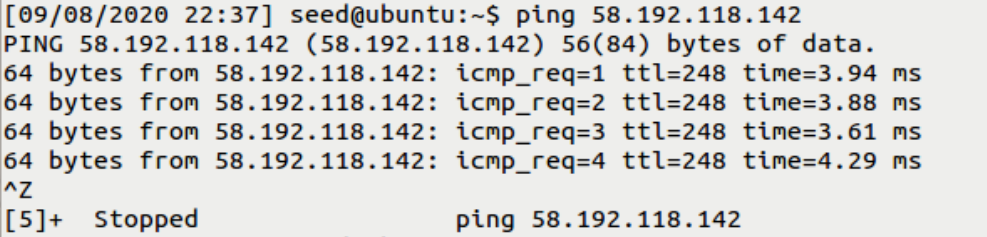 [09/08/2020 22:37] seed@ubuntu:~$ ping 58.192.118.142
PING 58.192.118.142 (58.192.118.142) 56(84) bytes of data.
64 bytes from 58.192.118.142: icmp_req=1 ttl=248 time=3.94 ms
64 bytes from 58.192.118.142: icmp_req=2 ttl=248 time=3.88 ms
64 bytes from 58.192.118.142: icmp_req=3 ttl=248 time=3.61 ms
64 bytes from 58.192.118.142: icmp_req=4 ttl=248 time=4.29 ms
^Z
[5]+  Stopped                 ping 58.192.118.142